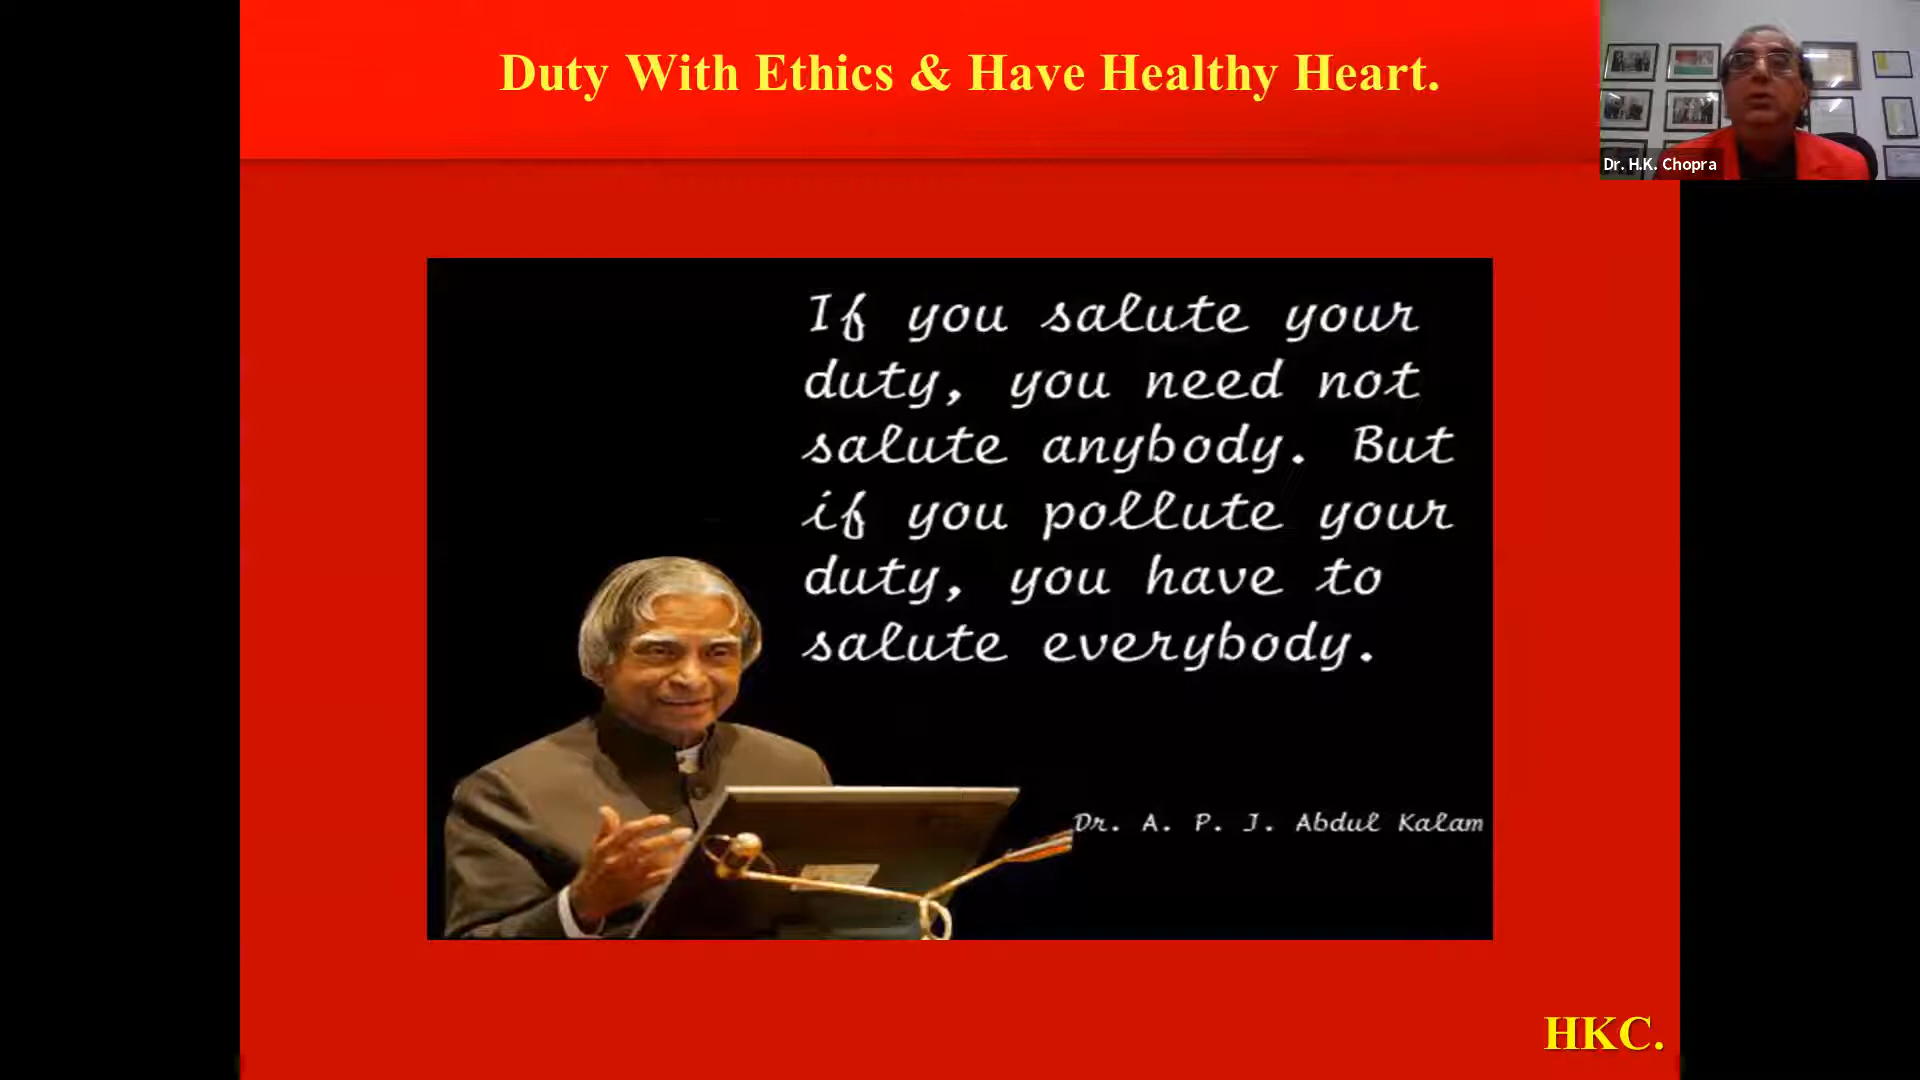 Duty With Ethics & Have Healthy Heart.
Dr. H.K. Chopra
If you salute your
duty, you need not
salute anybody. But
if you pollute your
duty, you have to
salute everybody.
Dr. A. P. J. Abdul Kalam
HKC.